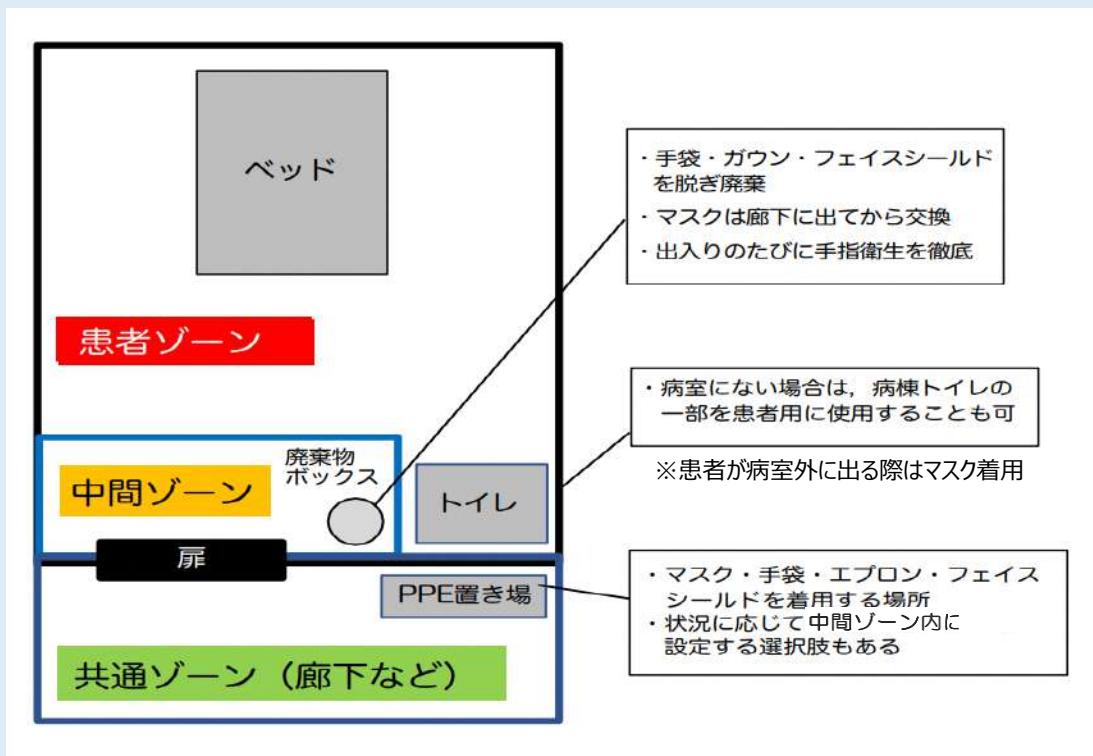 ベッド
患者ゾーン
中間ゾーン
廃棄物
ボックス
トイレ
扉
PPE置き場
共通ゾーン（廊下など）
・手袋・ガウン・フェイスシールド
を脱ぎ廃棄
・マスクは廊下に出てから交換
・出入りのたびに手指衛生を徹底
・病室にない場合は，病棟トイレの
一部を患者用に使用することも可
※患者が病室外に出る際はマスク着用
・マスク・手袋・エプロン・フェイス
シールドを着用する場所
・状況に応じて中間ゾーン内に
設定する選択肢もある